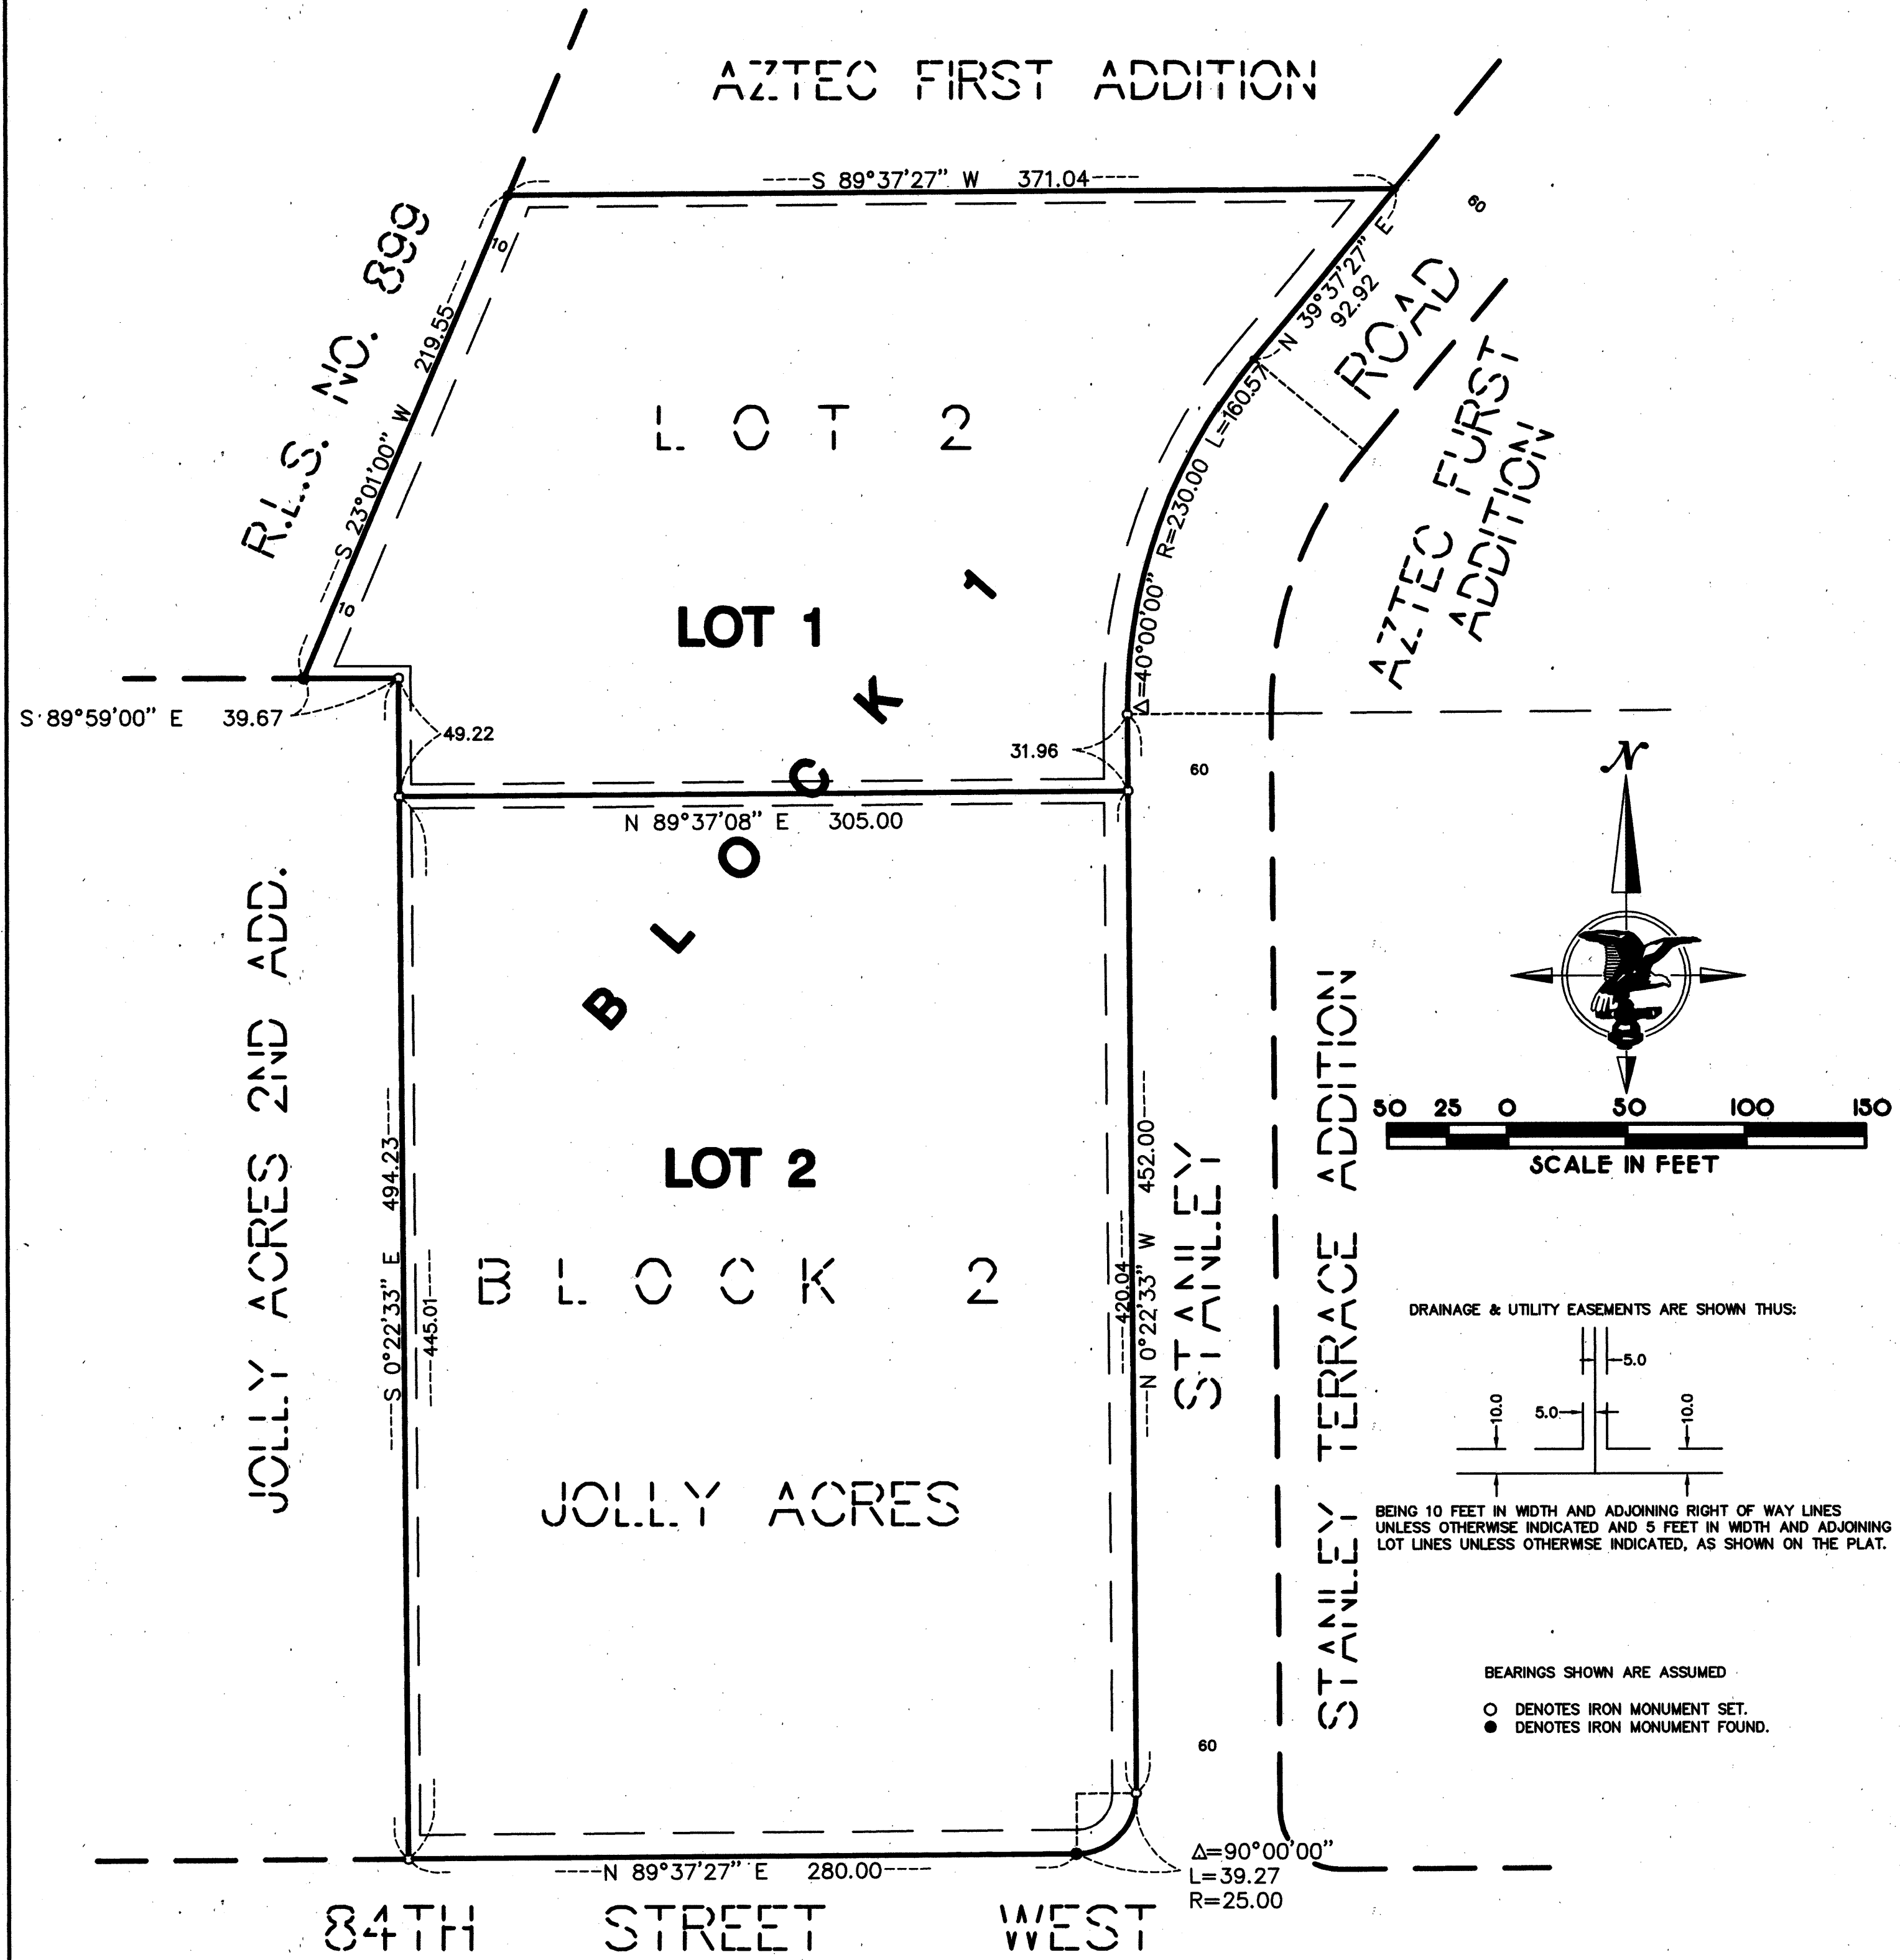 AZTEC FIRST ADDITION
S 89°37'27" W 371.04
60
R.L.S. NO. 899
10
219.55
S 23°01'00" W
10
N 39°37'27" E
92.92
ROAD
AZTEC FURST
ADDITION
LOT 2
L=160.57
R=230.00
Δ=40°00'00"
LOT 1
BLOCK 1
S 89°59'00" E 39.67
49.22
31.96
60
N 89°37'08" E 305.00
N
50 25 0 50 100 150
SCALE IN FEET
JOLLY ACRES 2ND ADD.
S 0°22'33" E 494.23
445.01
LOT 2
BLOCK 2
JOLLY ACRES
420.04
N 0°22'33" W 452.00
STANLEY
STANLEY TERRACE ADDITION
DRAINAGE & UTILITY EASEMENTS ARE SHOWN THUS:
5.0
10.0
5.0
10.0
BEING 10 FEET IN WIDTH AND ADJOINING RIGHT OF WAY LINES
UNLESS OTHERWISE INDICATED AND 5 FEET IN WIDTH AND ADJOINING
LOT LINES UNLESS OTHERWISE INDICATED, AS SHOWN ON THE PLAT.
BEARINGS SHOWN ARE ASSUMED
DENOTES IRON MONUMENT SET.
DENOTES IRON MONUMENT FOUND.
60
Δ=90°00'00"
L=39.27
R=25.00
N 89°37'27" E 280.00
84TH STREET WEST